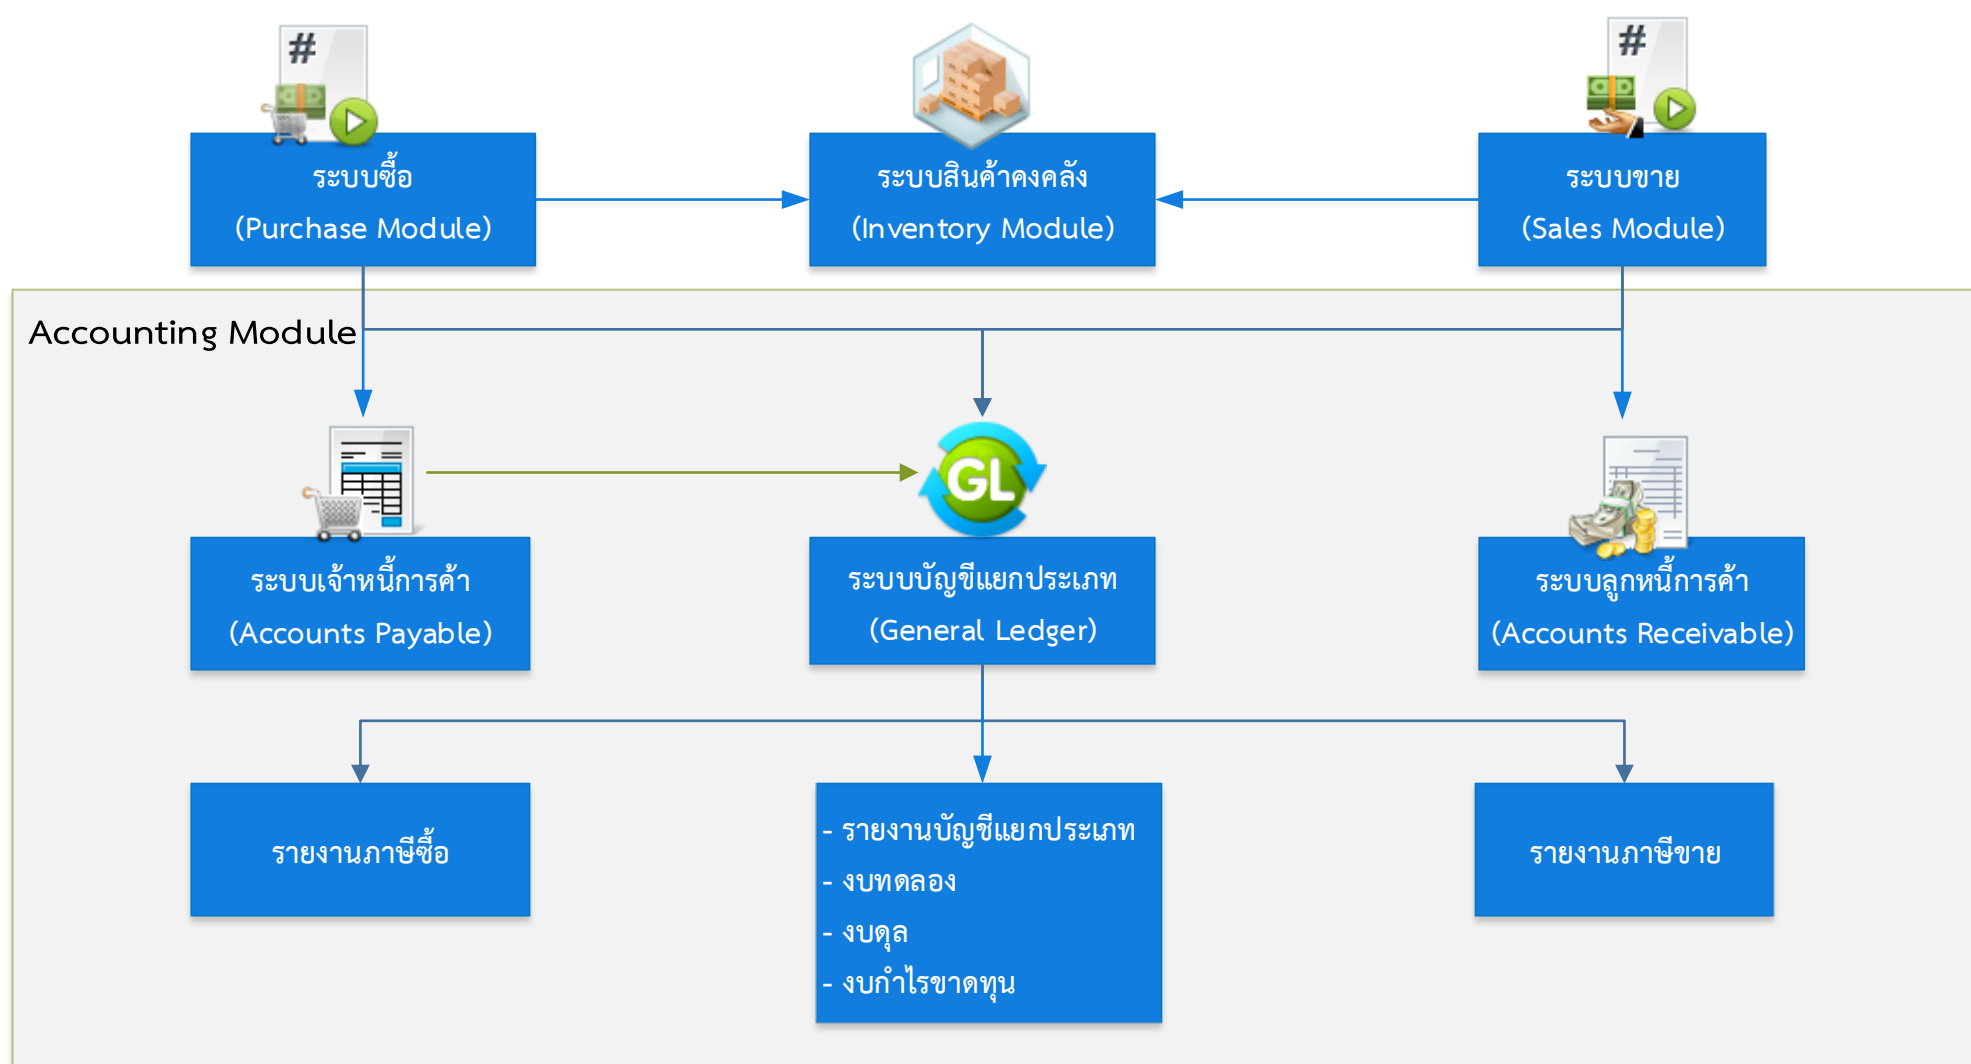 #
#
ระบบซื้อ
(Purchase Module)
ระบบสินค้าคงคลัง
(Inventory Module)
ระบบขาย
(Sales Module)
Accounting Module
GL
ระบบเจ้าหนี้การค้า
(Accounts Payable)
ระบบบัญชีแยกประเภท
(General Ledger)
ระบบลูกหนี้การค้า
(Accounts Receivable)
รายงานภาษีซื้อ
- รายงานบัญชีแยกประเภท
- งบทดลอง
- งบดุล
- งบกำไรขาดทุน
รายงานภาษีขาย